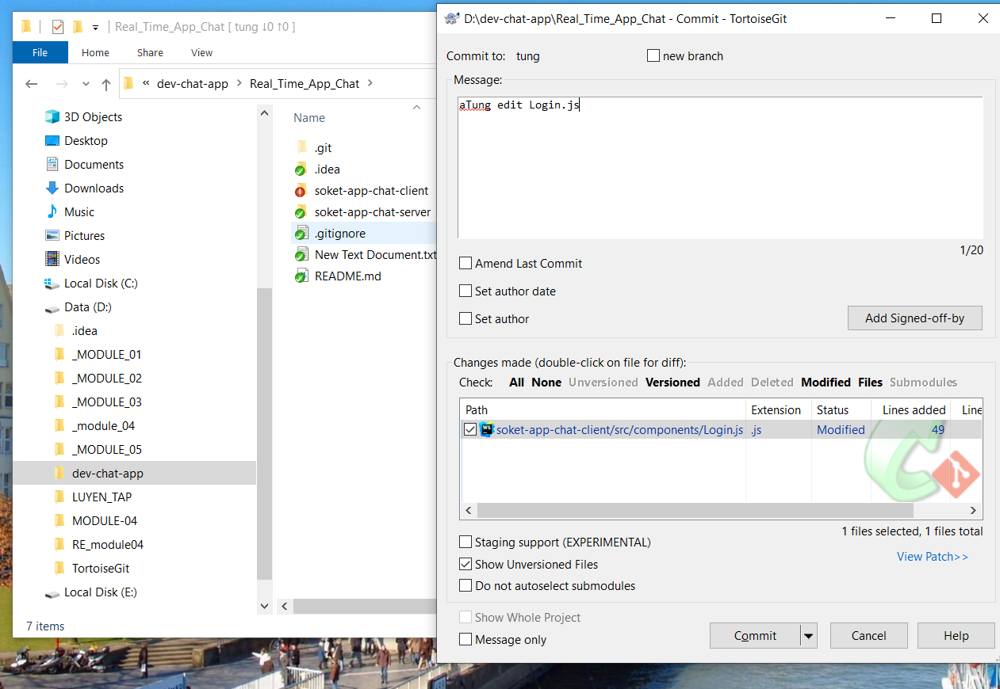 Real_Time_App_Chat [ tung ↓0 ↑0 ]
File Home Share View
« dev-chat-app > Real_Time_App_Chat >
3D Objects
Desktop
Documents
Downloads
Music
Pictures
Videos
Local Disk (C:)
Data (D:)
.idea
_MODULE_01
_MODULE_02
_MODULE_03
_module_04
_MODULE_05
dev-chat-app
LUYEN_TAP
MODULE-04
RE_module04
TortoiseGit
Local Disk (E:)
7 items
Name
.git
.idea
soket-app-chat-client
soket-app-chat-server
.gitignore
New Text Document.txt
README.md
D:\dev-chat-app\Real_Time_App_Chat - Commit - TortoiseGit
Commit to: tung new branch
Message:
aTung edit Login.js
1/20
Amend Last Commit
Set author date
Set author
Add Signed-off-by
Changes made (double-click on file for diff):
Check: All None Unversioned Versioned Added Deleted Modified Files Submodules
Path Extension Status Lines added Line
WS soket-app-chat-client/src/components/Login.js .js Modified 49
1 files selected, 1 files total
Staging support (EXPERIMENTAL)
View Patch>>
Show Unversioned Files
Do not autoselect submodules
Show Whole Project
Message only
Commit Cancel Help